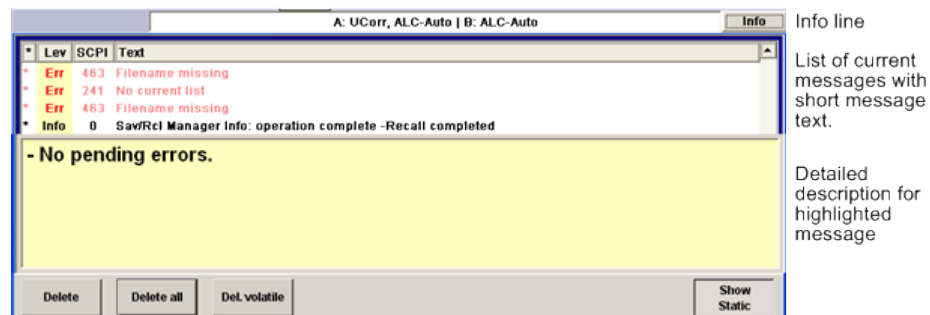 A: UCorr, ALC-Auto | B: ALC-Auto Info
Info line
* Lev SCPI Text
* Err 463 Filename missing
* Err 241 No current list
* Err 463 Filename missing
* Info 0 Sav/Rcl Manager Info: operation complete -Recall completed
List of current
messages with
short message
text.
- No pending errors.
Detailed
description for
highlighted
message
Delete Delete all Del. volatile Show
Static